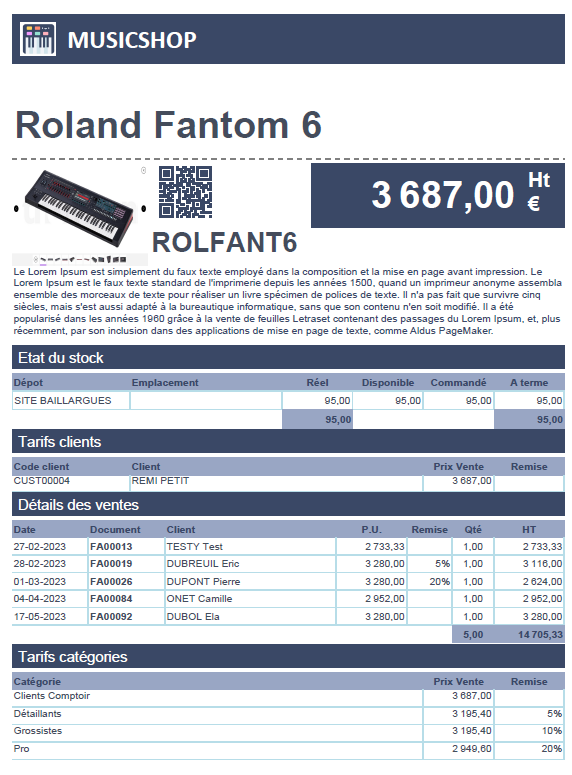 MUSICSHOP
Roland Fantom 6
3 687,00 Ht €
ROLFANT6
Le Lorem Ipsum est simplement du faux texte employé dans la composition et la mise en page avant impression. Le
Lorem Ipsum est le faux texte standard de l'imprimerie depuis les années 1500, quand un imprimeur anonyme assembla
ensemble des morceaux de texte pour réaliser un livre spécimen de polices de texte. Il n'a pas fait que survivre cinq
siècles, mais s'est aussi adapté à la bureautique informatique, sans que son contenu n'en soit modifié. Il a été
popularisé dans les années 1960 grâce à la vente de feuilles Letraset contenant des passages du Lorem Ipsum, et, plus
récemment, par son inclusion dans des applications de mise en page de texte, comme Aldus PageMaker.
Etat du stock
Dépot Emplacement Réel Disponible Commandé A terme
SITE BAILLARGUES 95,00 95,00 95,00 95,00
95,00 95,00
Tarifs clients
Code client Client Prix Vente Remise
CUST00004 REMI PETIT 3 687,00
Détails des ventes
Date Document Client P.U. Remise Qté HT
27-02-2023 FA00013 TESTY Test 2 733,33 1,00 2 733,33
28-02-2023 FA00019 DUBREUIL Eric 3 280,00 5% 1,00 3 116,00
01-03-2023 FA00026 DUPONT Pierre 3 280,00 20% 1,00 2 624,00
04-04-2023 FA00084 ONET Camille 2 952,00 1,00 2 952,00
17-05-2023 FA00092 DUBOL Ela 3 280,00 1,00 3 280,00
5,00 14 705,33
Tarifs catégories
Catégorie Prix Vente Remise
Clients Comptoir 3 687,00
Détaillants 3 195,40 5%
Grossistes 3 195,40 10%
Pro 2 949,60 20%